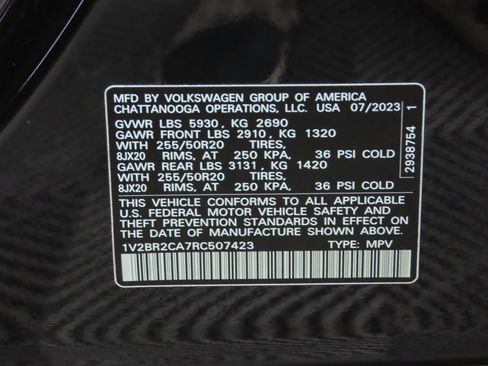 MFD BY VOLKSWAGEN GROUP OF AMERICA
CHATTANOOGA OPERATIONS, LLC. USA 07/2023
GVWR LBS 5930, KG 2690
GAWR FRONT LBS 2910, KG 1320
WITH TIRES 255/50R20
8JX20 RIMS, AT 250 KPA, 36 PSI COLD
GAWR REAR LBS 3131, KG 1420
WITH TIRES 255/50R20
8JX20 RIMS, AT 250 KPA, 36 PSI COLD
THIS VEHICLE CONFORMS TO ALL APPLICABLE
U.S. FEDERAL MOTOR VEHICLE SAFETY AND
THEFT PREVENTION STANDARDS IN EFFECT ON
THE DATE OF MANUFACTURE SHOWN ABOVE.
1V2BR2CA7RC507423 TYPE: MPV
2938754 1